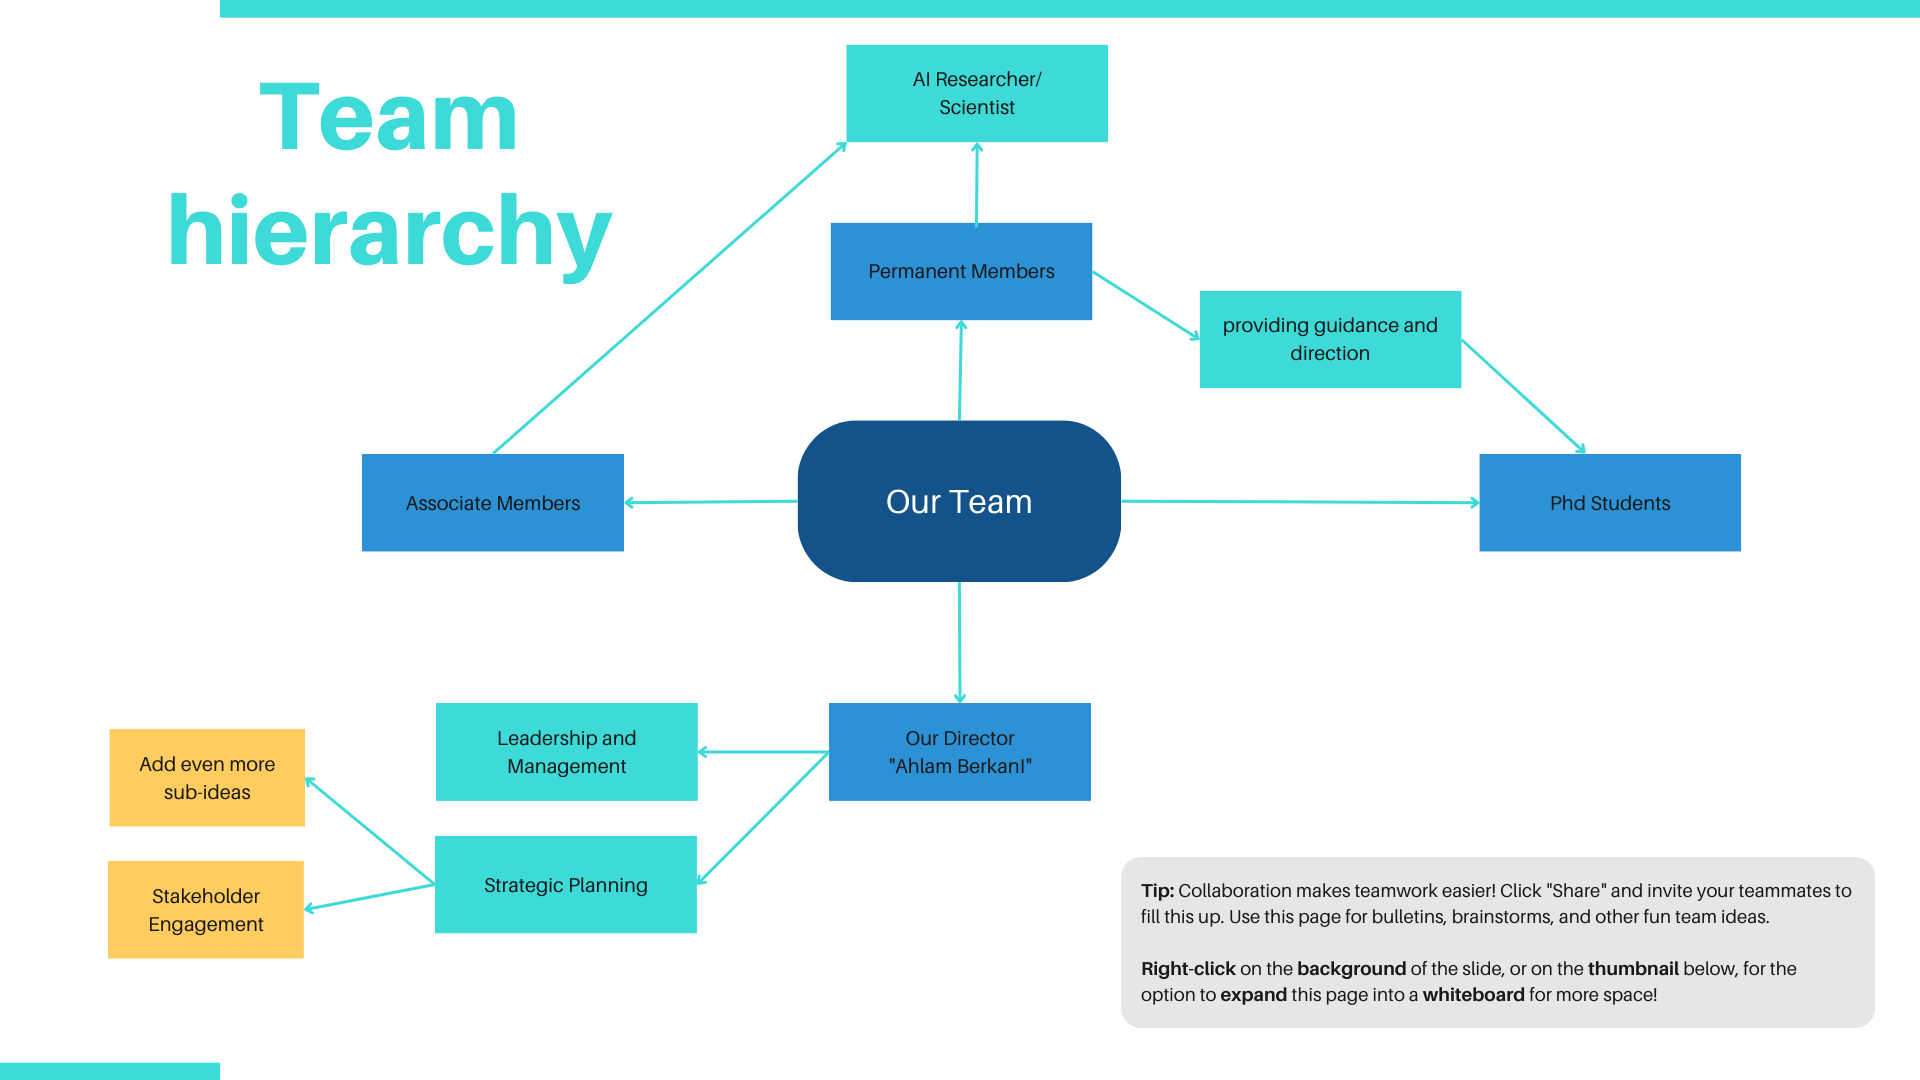 Team
hierarchy
AI Researcher/
Scientist
Permanent Members
providing guidance and
direction
Associate Members
Our Team
Phd Students
Leadership and
Management
Our Director
"Ahlam BerkanI"
Add even more
sub-ideas
Strategic Planning
Stakeholder
Engagement
Tip: Collaboration makes teamwork easier! Click "Share" and invite your teammates to
fill this up. Use this page for bulletins, brainstorms, and other fun team ideas.
Right-click on the background of the slide, or on the thumbnail below, for the
option to expand this page into a whiteboard for more space!